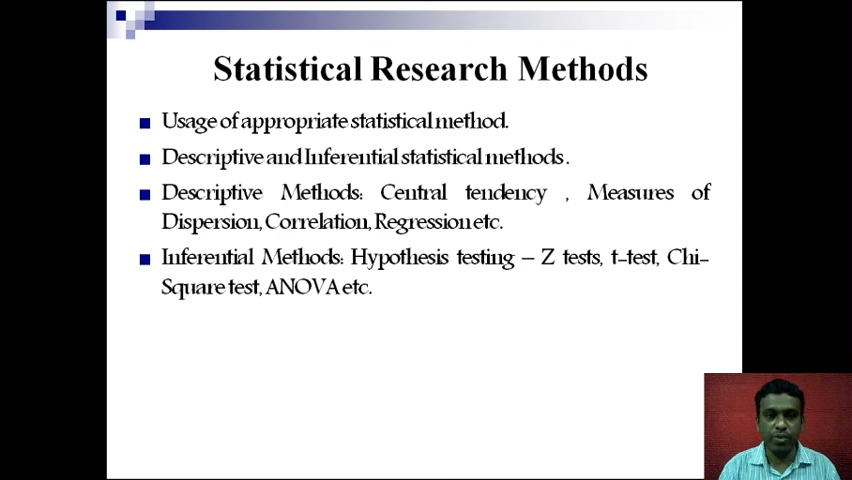 Statistical Research Methods
Usage of appropriate statistical method.
Descriptive and Inferential statistical methods .
Descriptive Methods: Central tendency , Measures of
Dispersion, Correlation, Regression etc.
Inferential Methods: Hypothesis testing – Z tests, t-test, Chi-
Square test, ANOVA etc.